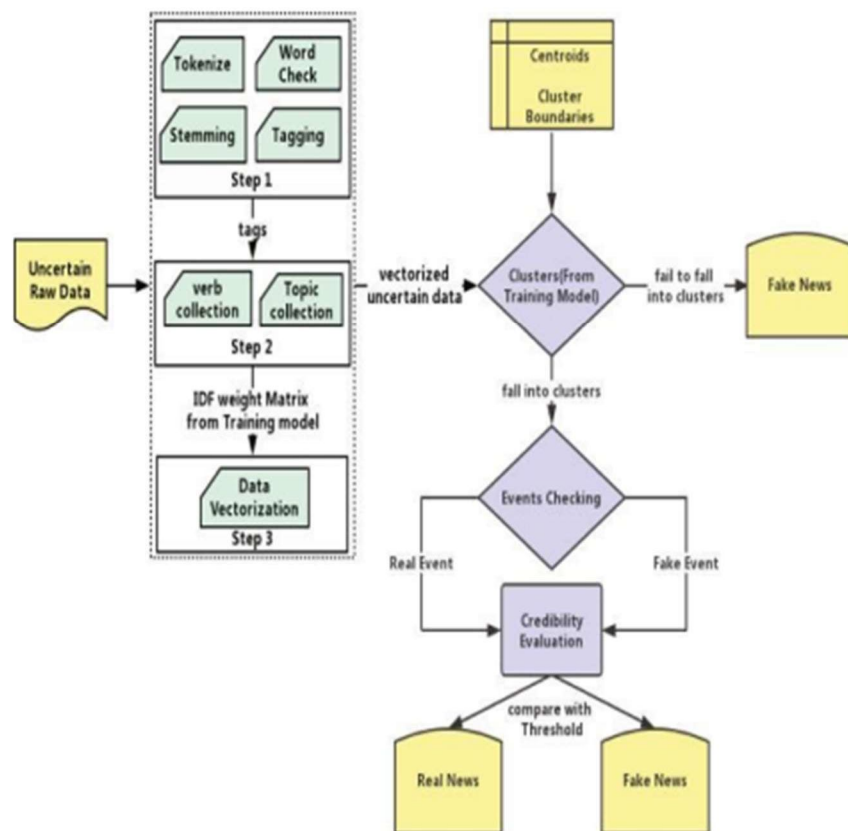 Tokenize
Word
Check
Stemming
Tagging
Step 1
tags
Uncertain
Raw Data
verb
collection
Topic
collection
Step 2
IDF weight Matrix
from Training model
Data
Vectorization
Step 3
vectorized
uncertain data
Centroids
Cluster
Boundaries
Clusters(From
Training Model)
fail to fall
into clusters
Fake News
fall into clusters
Events Checking
Real Event
Fake Event
Credibility
Evaluation
compare with
Threshold
Real News
Fake News